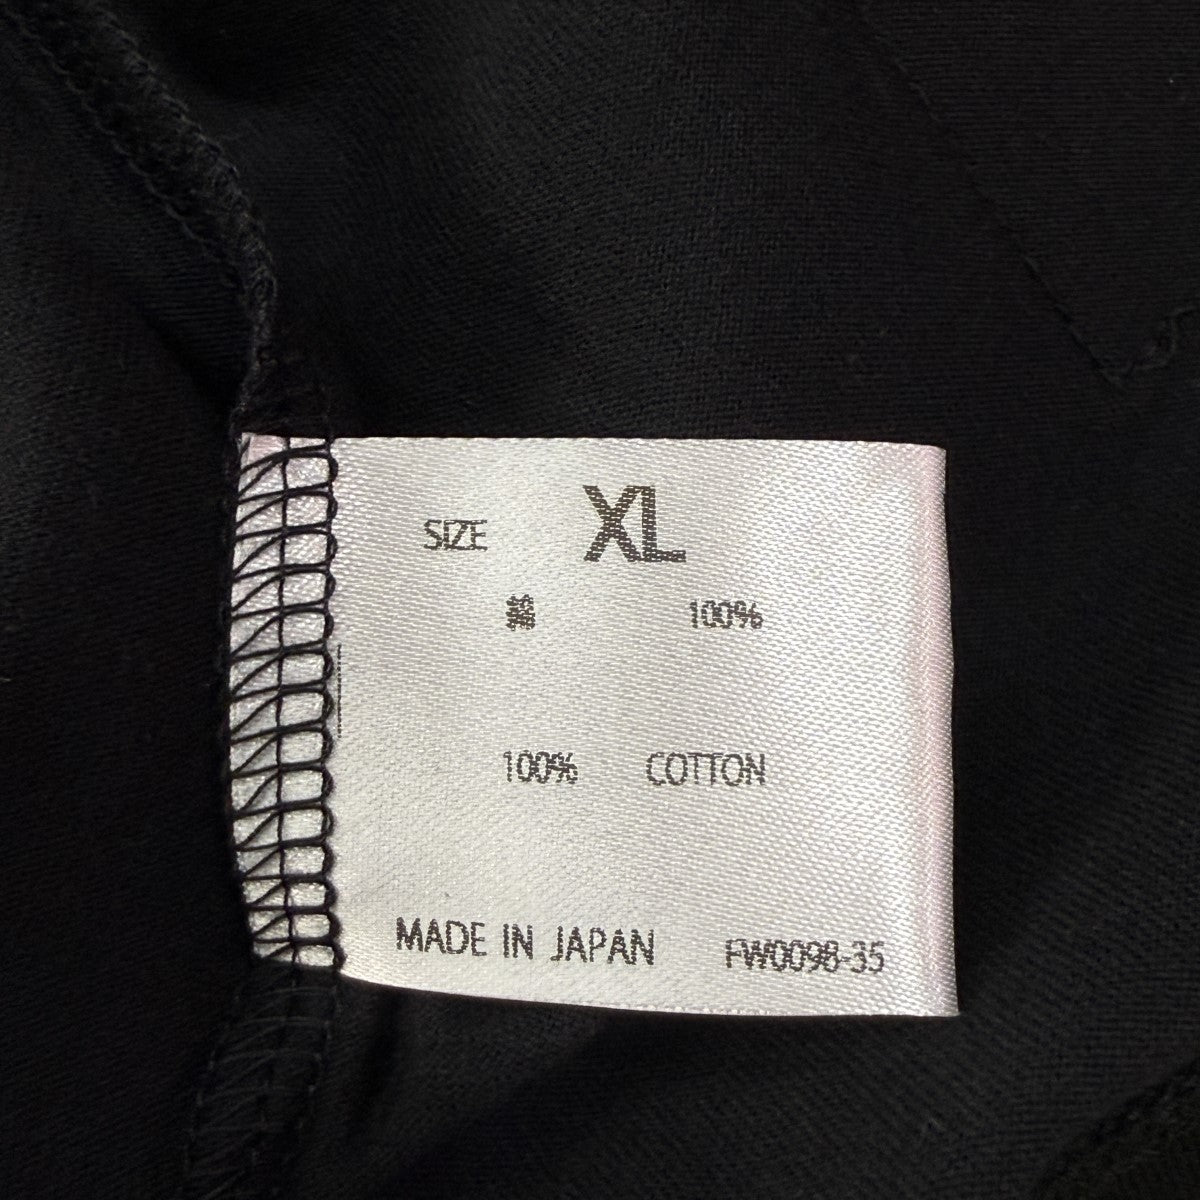 SIZE XL
綿 100%
100% COTTON
MADE IN JAPAN FW0098-35